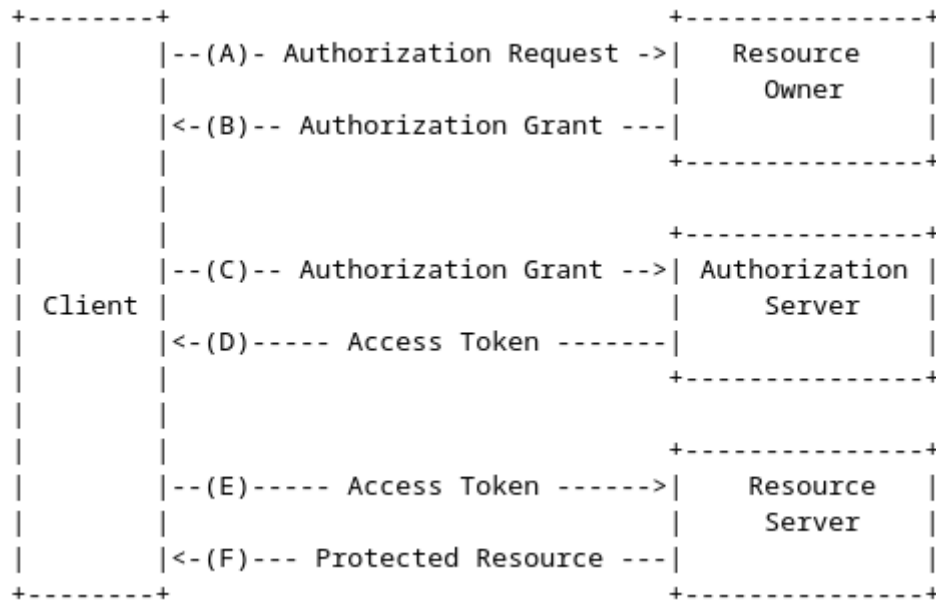 +--------+                               +---------------+
|        |--(A)- Authorization Request ->|   Resource    |
|        |                               |     Owner     |
|        |<-(B)-- Authorization Grant ---|               |
|        |                               +---------------+
|        |
|        |                               +---------------+
|        |--(C)-- Authorization Grant -->| Authorization |
| Client |                               |     Server    |
|        |<-(D)----- Access Token -------|               |
|        |                               +---------------+
|        |
|        |                               +---------------+
|        |--(E)----- Access Token ------>|    Resource   |
|        |                               |     Server    |
|        |<-(F)--- Protected Resource ---|               |
+--------+                               +---------------+